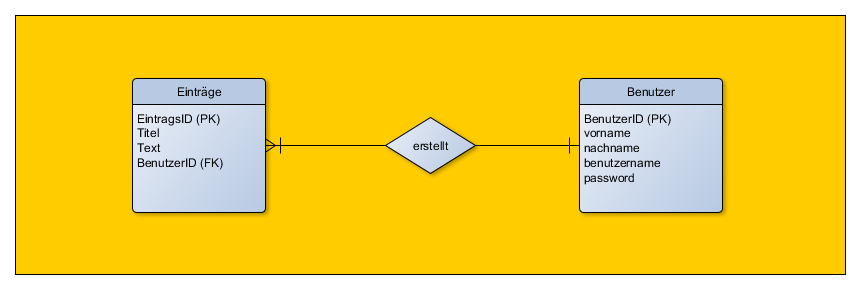 Einträge
EintragsID (PK)
Titel
Text
BenutzerID (FK)
erstellt
Benutzer
BenutzerID (PK)
vorname
nachname
benutzername
password